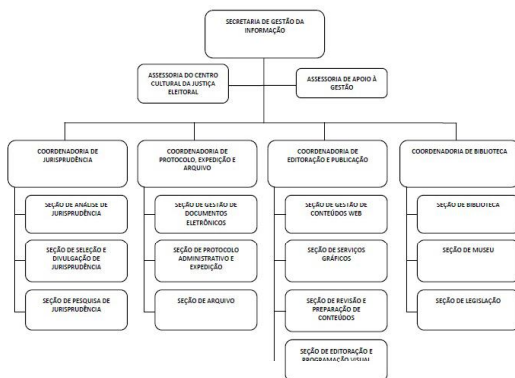 SECRETARIA DE GESTÃO DA
INFORMAÇÃO
ASSESSORIA DO CENTRO
CULTURAL DA JUSTIÇA
ELEITORAL
ASSESSORIA DE APOIO À
GESTÃO
COORDENADORIA DE
JURISPRUDÊNCIA
SEÇÃO DE ANÁLISE DE
JURISPRUDÊNCIA
SEÇÃO DE SELEÇÃO E
DIVULGAÇÃO DE
JURISPRUDÊNCIA
SEÇÃO DE PESQUISA DE
JURISPRUDÊNCIA
COORDENADORIA DE
PROTOCOLO, EXPEDIÇÃO E
ARQUIVO
SEÇÃO DE GESTÃO DE
DOCUMENTOS
ELETRÔNICOS
SEÇÃO DE PROTOCOLO
ADMINISTRATIVO E
EXPEDIÇÃO
SEÇÃO DE ARQUIVO
COORDENADORIA DE
EDITORAÇÃO E PUBLICAÇÃO
SEÇÃO DE GESTÃO DE
CONTEÚDOS WEB
SEÇÃO DE SERVIÇOS
GRÁFICOS
SEÇÃO DE REVISÃO E
PREPARAÇÃO DE
CONTEÚDOS
SEÇÃO DE EDITORAÇÃO E
PROGRAMAÇÃO VISUAL
COORDENADORIA DE BIBLIOTECA
SEÇÃO DE BIBLIOTECA
SEÇÃO DE MUSEU
SEÇÃO DE LEGISLAÇÃO